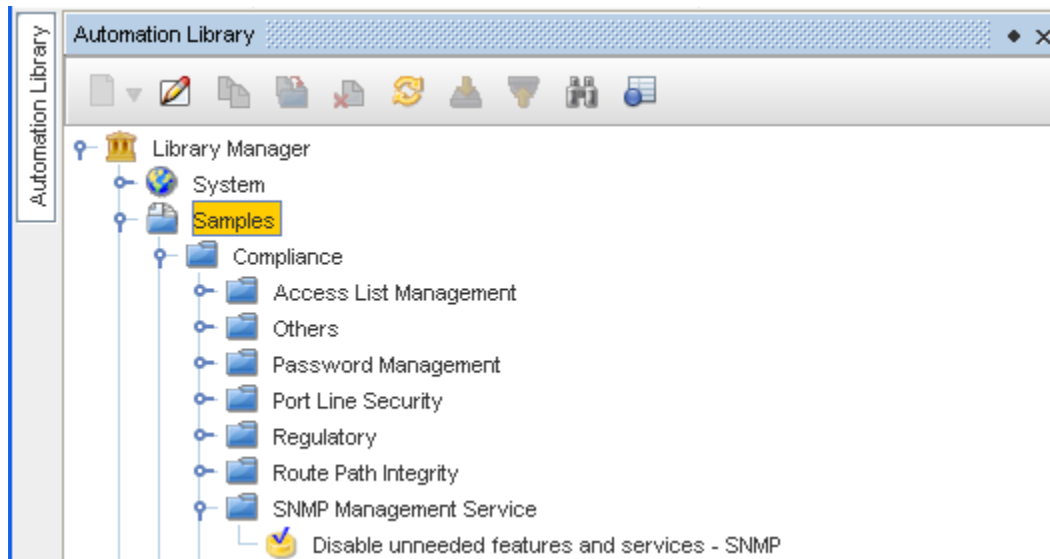 Automation Library
Automation Library
Library Manager
System
Samples
Compliance
Access List Management
Others
Password Management
Port Line Security
Regulatory
Route Path Integrity
SNMP Management Service
Disable unneeded features and services - SNMP